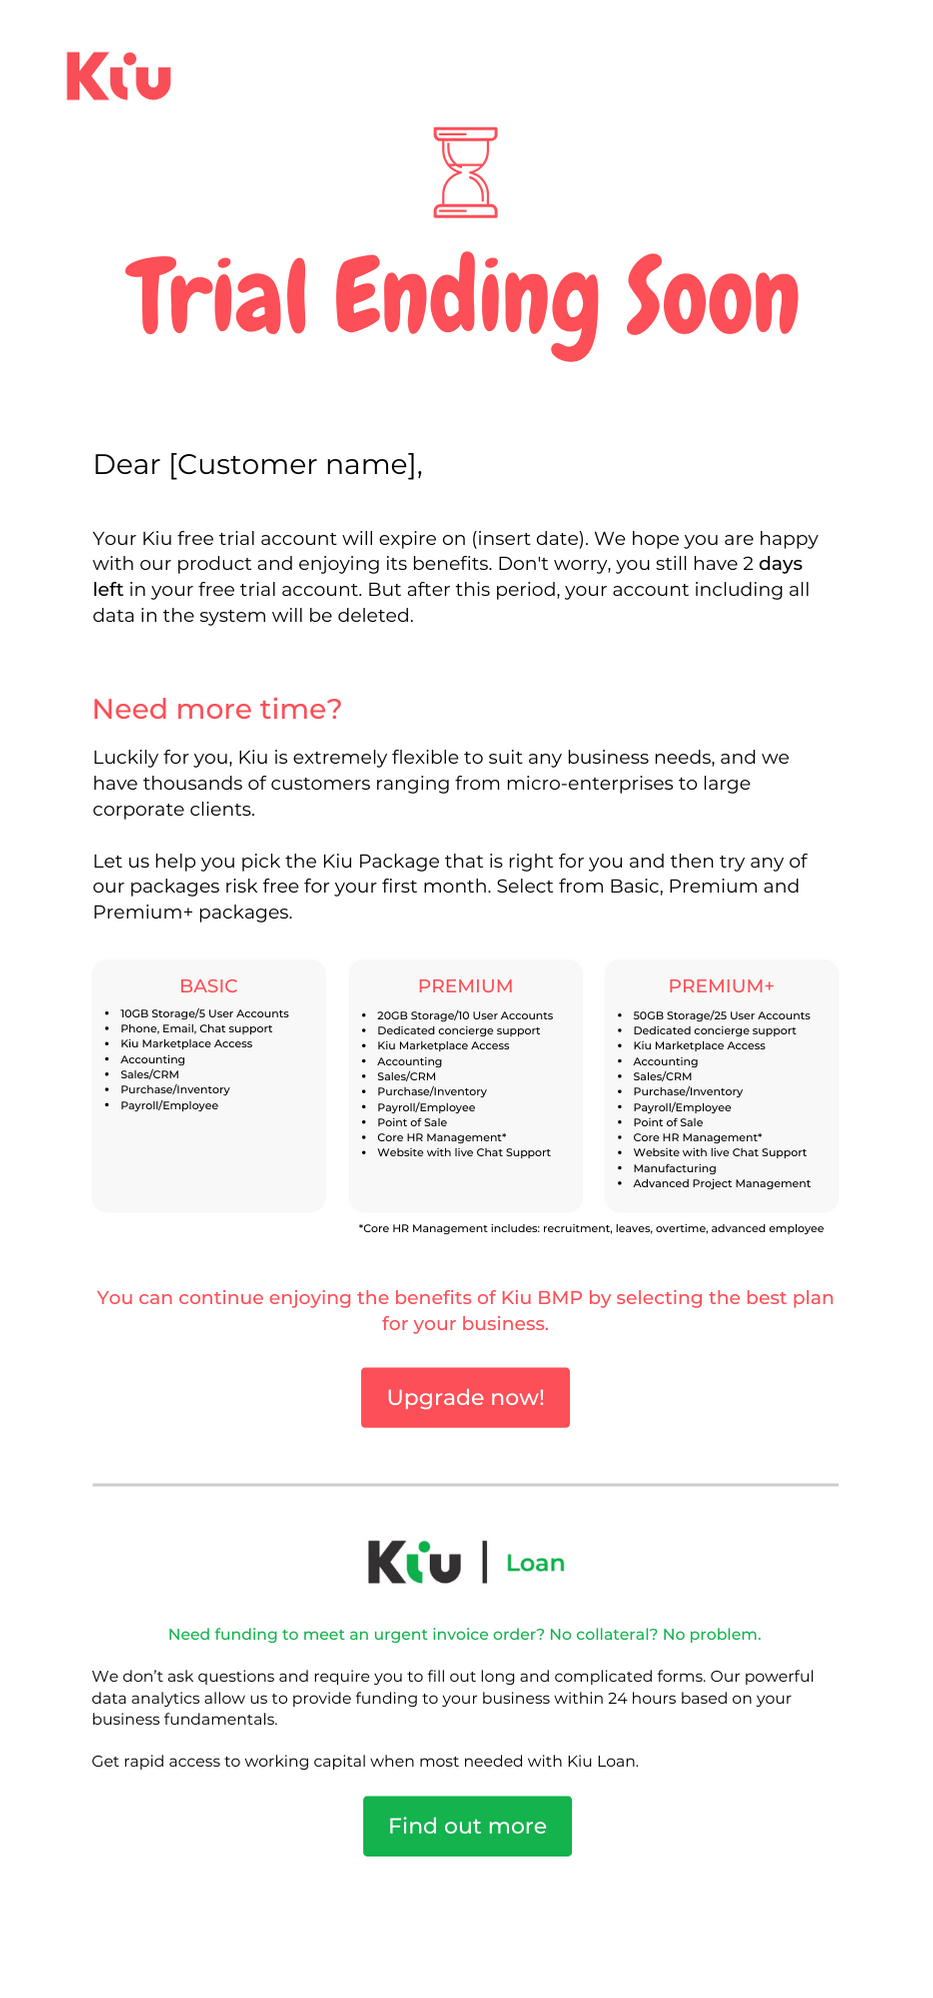 Kiu
Trial Ending Soon
Dear [Customer name],
Your Kiu free trial account will expire on (insert date). We hope you are happy
with our product and enjoying its benefits. Don't worry, you still have 2 days
left in your free trial account. But after this period, your account including all
data in the system will be deleted.
Need more time?
Luckily for you, Kiu is extremely flexible to suit any business needs, and we
have thousands of customers ranging from micro-enterprises to large
corporate clients.
Let us help you pick the Kiu Package that is right for you and then try any of
our packages risk free for your first month. Select from Basic, Premium and
Premium+ packages.
BASIC
• 10GB Storage/5 User Accounts
• Phone, Email, Chat support
• Kiu Marketplace Access
• Accounting
• Sales/CRM
• Purchase/Inventory
• Payroll/Employee
PREMIUM
• 20GB Storage/10 User Accounts
• Dedicated concierge support
• Kiu Marketplace Access
• Accounting
• Sales/CRM
• Purchase/Inventory
• Payroll/Employee
• Point of Sale
• Core HR Management*
• Website with live Chat Support
PREMIUM+
• 50GB Storage/25 User Accounts
• Dedicated concierge support
• Kiu Marketplace Access
• Accounting
• Sales/CRM
• Purchase/Inventory
• Payroll/Employee
• Point of Sale
• Core HR Management*
• Website with live Chat Support
• Manufacturing
• Advanced Project Management
*Core HR Management includes: recruitment, leaves, overtime, advanced employee
You can continue enjoying the benefits of Kiu BMP by selecting the best plan
for your business.
Upgrade now!
Kiu | Loan
Need funding to meet an urgent invoice order? No collateral? No problem.
We don’t ask questions and require you to fill out long and complicated forms. Our powerful
data analytics allow us to provide funding to your business within 24 hours based on your
business fundamentals.
Get rapid access to working capital when most needed with Kiu Loan.
Find out more